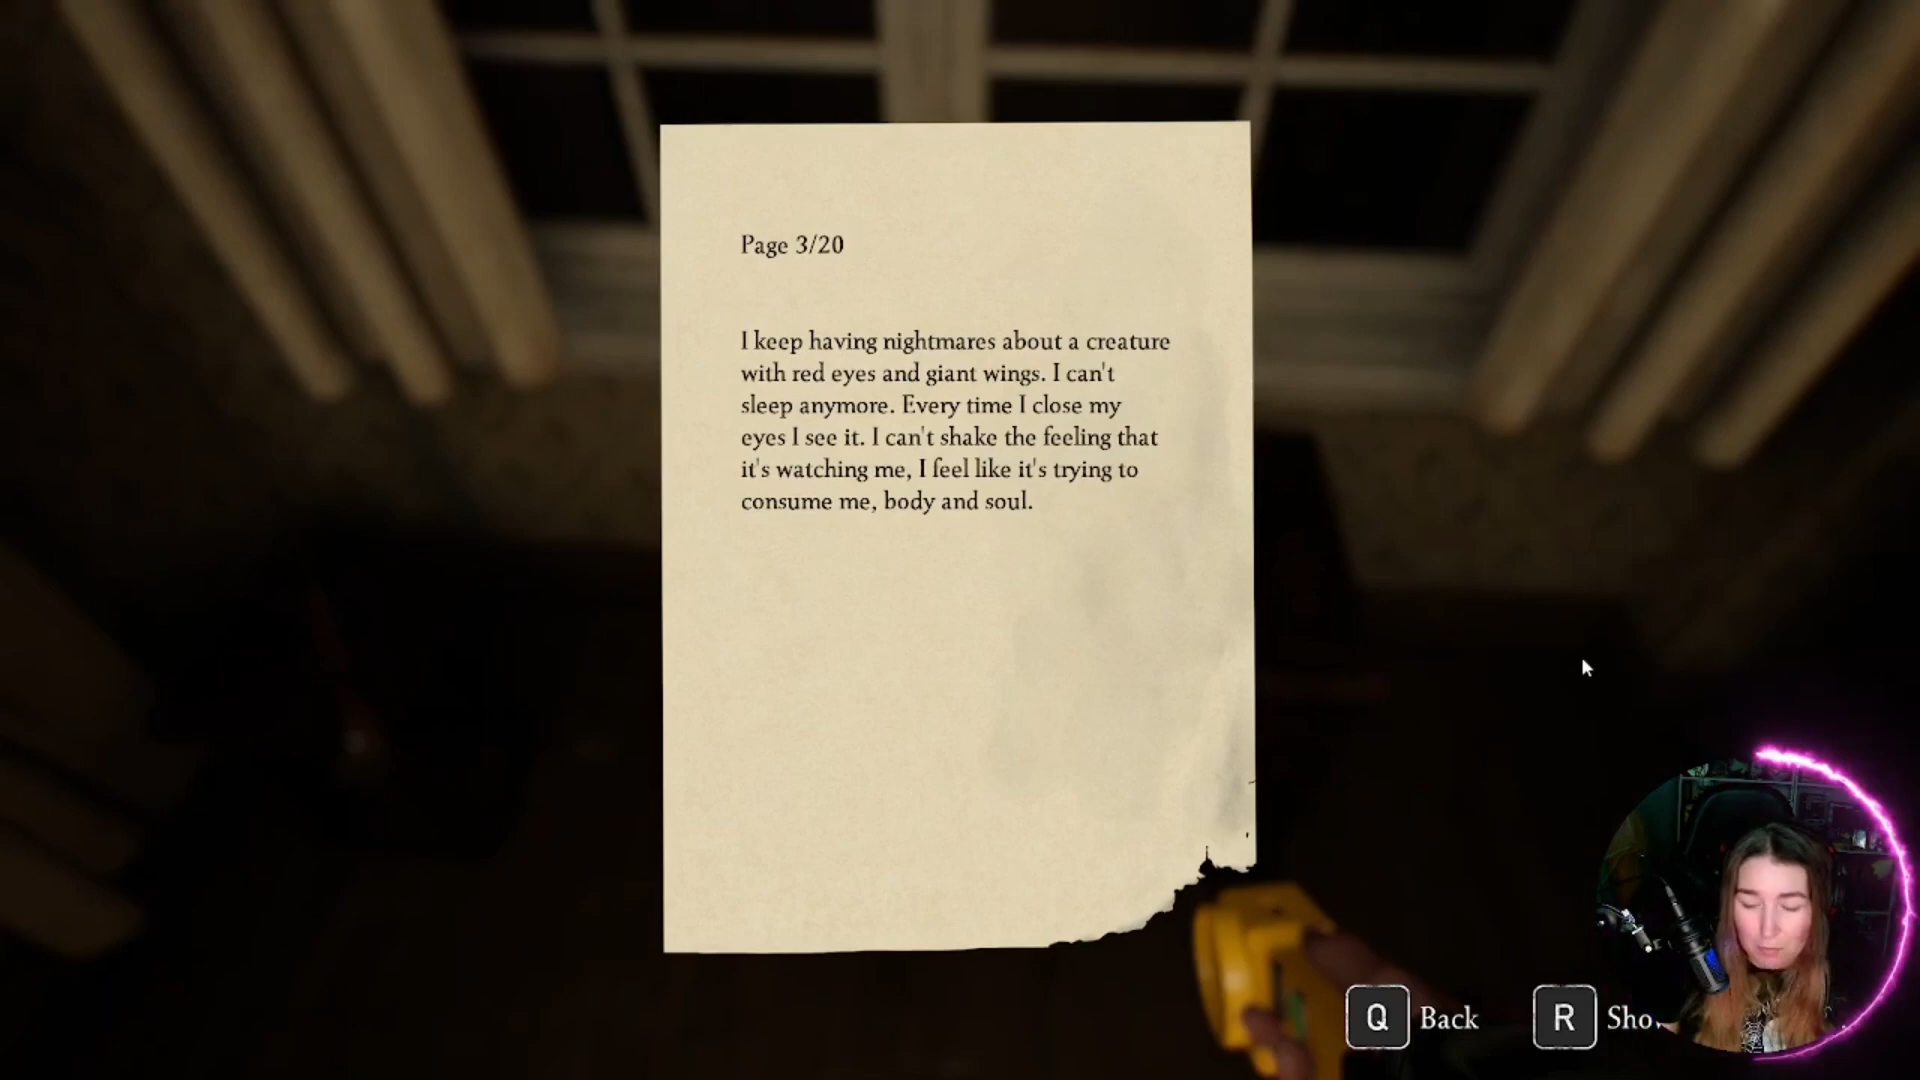 Page 3/20
I keep having nightmares about a creature
with red eyes and giant wings. I can't
sleep anymore. Every time I close my
eyes I see it. I can't shake the feeling that
it's watching me, I feel like it's trying to
consume me, body and soul.
Q Back R